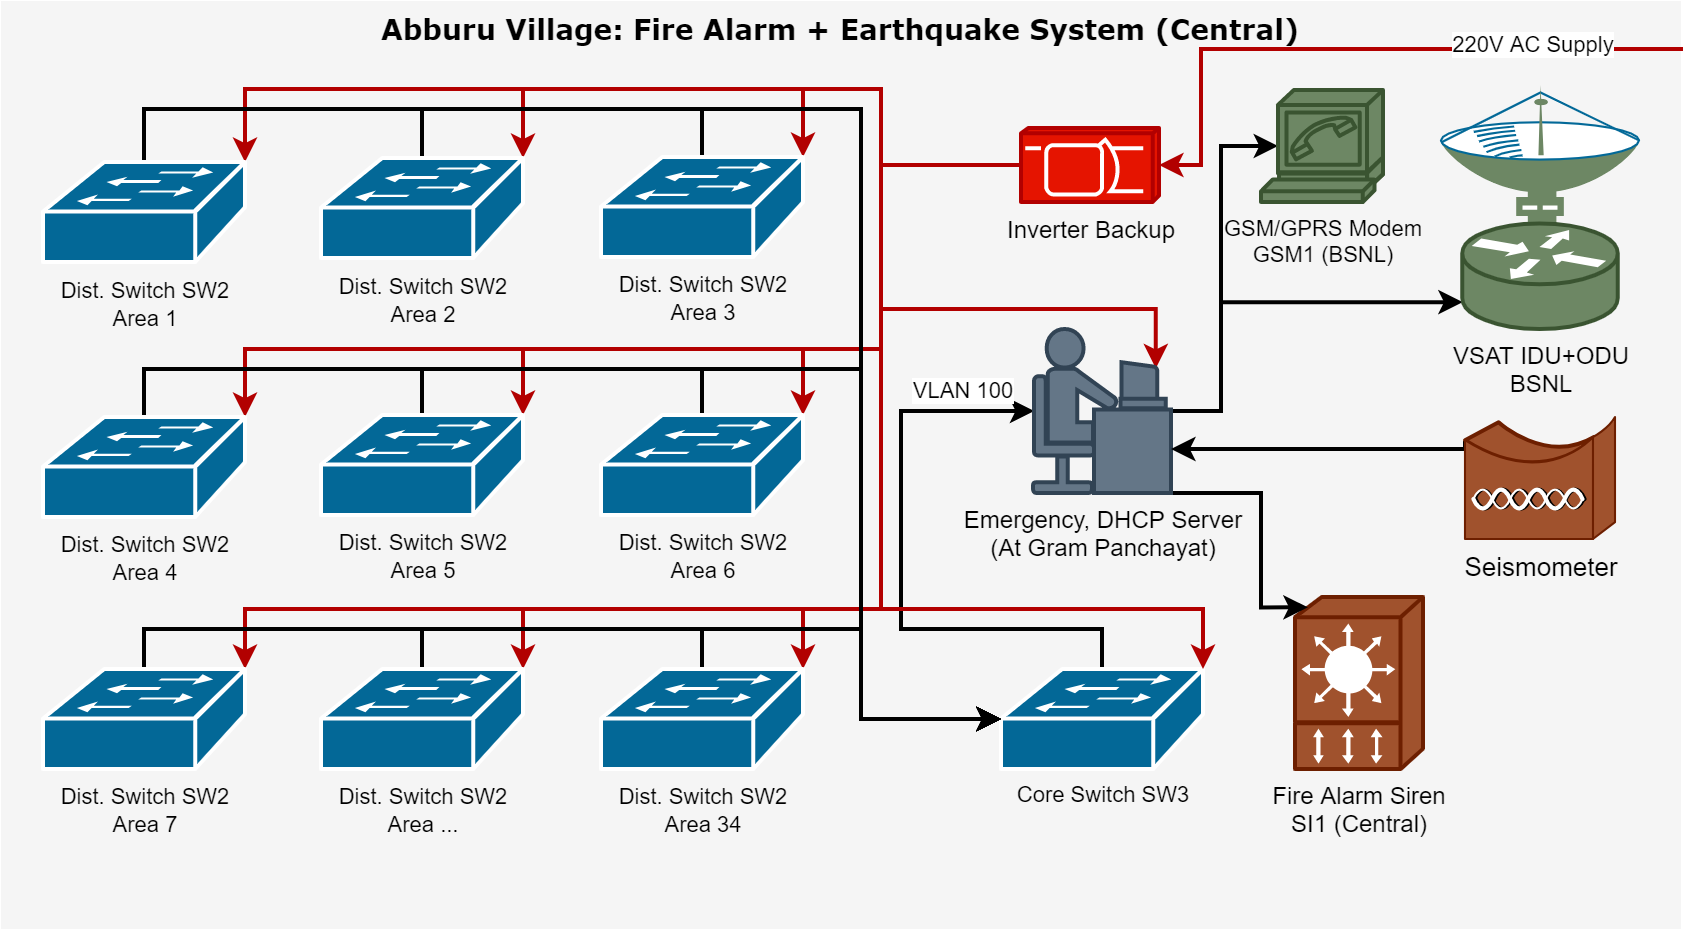 Abburu Village: Fire Alarm + Earthquake System (Central)
220V AC Supply
Dist. Switch SW2
Area 1
Dist. Switch SW2
Area 2
Dist. Switch SW2
Area 3
Inverter Backup
GSM/GPRS Modem
GSM1 (BSNL)
VSAT IDU+ODU
BSNL
VLAN 100
Dist. Switch SW2
Area 4
Dist. Switch SW2
Area 5
Dist. Switch SW2
Area 6
Emergency, DHCP Server
(At Gram Panchayat)
Seismometer
Dist. Switch SW2
Area 7
Dist. Switch SW2
Area ...
Dist. Switch SW2
Area 34
Core Switch SW3
Fire Alarm Siren
SI1 (Central)